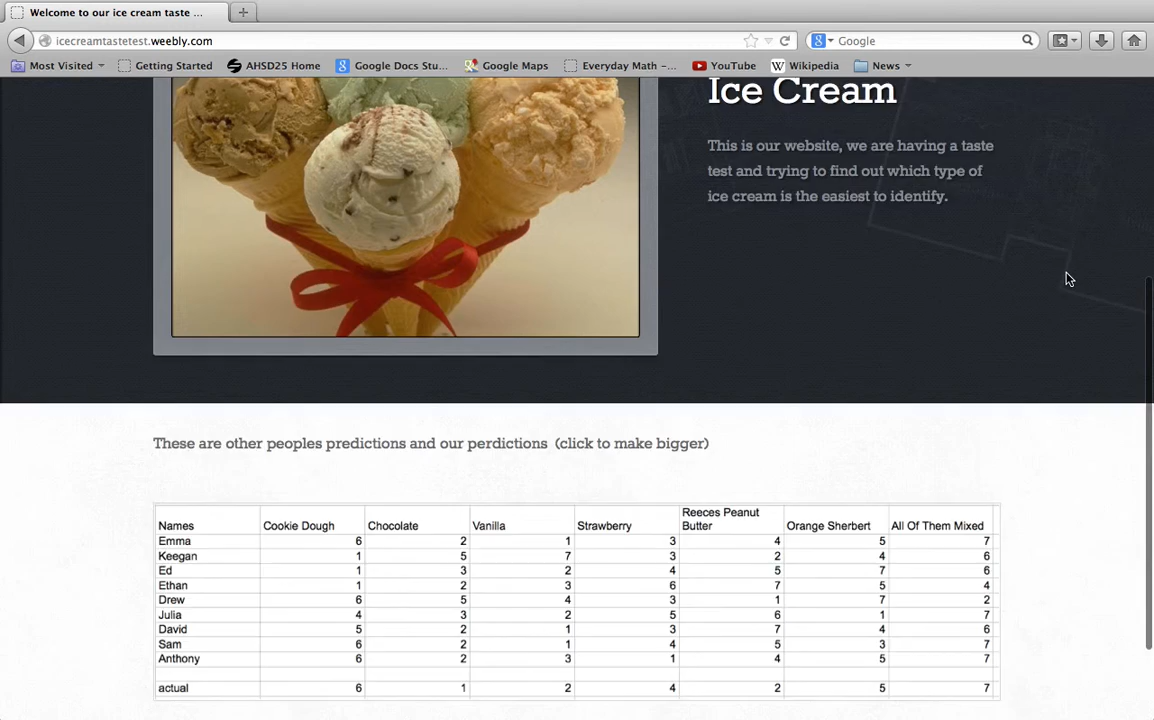 Welcome to our ice cream taste ...
icecreamtastetest.weebly.com
Google
Most Visited
Getting Started
AHSD25 Home
Google Docs Stu...
Google Maps
Everyday Math -...
YouTube
Wikipedia
News
Ice Cream
This is our website, we are having a taste
test and trying to find out which type of
ice cream is the easiest to identify.
These are other peoples predictions and our perdictions (click to make bigger)
Names Cookie Dough Chocolate Vanilla Strawberry Reeces Peanut Butter Orange Sherbert All Of Them Mixed
Emma 6 2 1 3 4 5 7
Keegan 1 5 7 3 2 4 6
Ed 1 3 2 4 5 7 6
Ethan 1 2 3 6 7 5 4
Drew 6 5 4 3 1 7 2
Julia 4 3 2 5 6 1 7
David 5 2 1 3 7 4 6
Sam 6 2 1 4 5 3 7
Anthony 6 2 3 1 4 5 7
actual 6 1 2 4 2 5 7